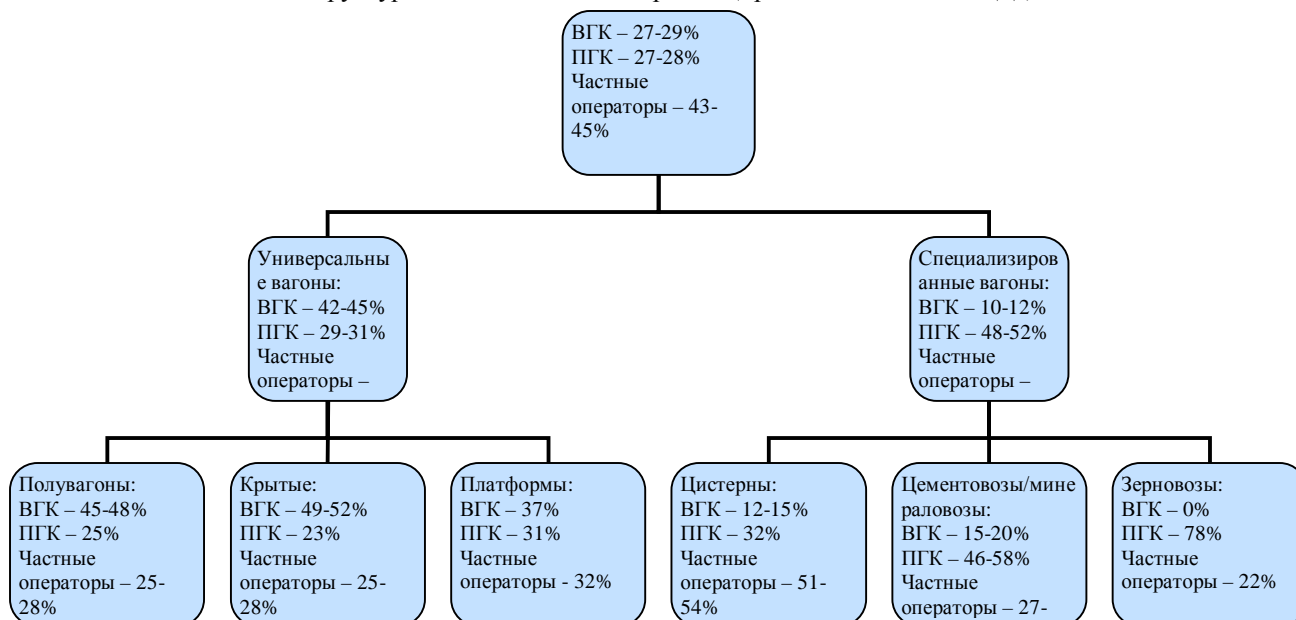 ВГК – 27-29%
ПГК – 27-28%
Частные
операторы – 43-
45%
Универсальны
е вагоны:
ВГК – 42-45%
ПГК – 29-31%
Частные
операторы –
Специализиров
анные вагоны:
ВГК – 10-12%
ПГК – 48-52%
Частные
операторы –
Полувагоны:
ВГК – 45-48%
ПГК – 25%
Частные
операторы – 25-
28%
Крытые:
ВГК – 49-52%
ПГК – 23%
Частные
операторы – 25-
28%
Платформы:
ВГК – 37%
ПГК – 31%
Частные
операторы - 32%
Цистерны:
ВГК – 12-15%
ПГК – 32%
Частные
операторы – 51-
54%
Цементовозы/мине
раловозы:
ВГК – 15-20%
ПГК – 46-58%
Частные
операторы – 27-
Зерновозы:
ВГК – 0%
ПГК – 78%
Частные
операторы – 22%